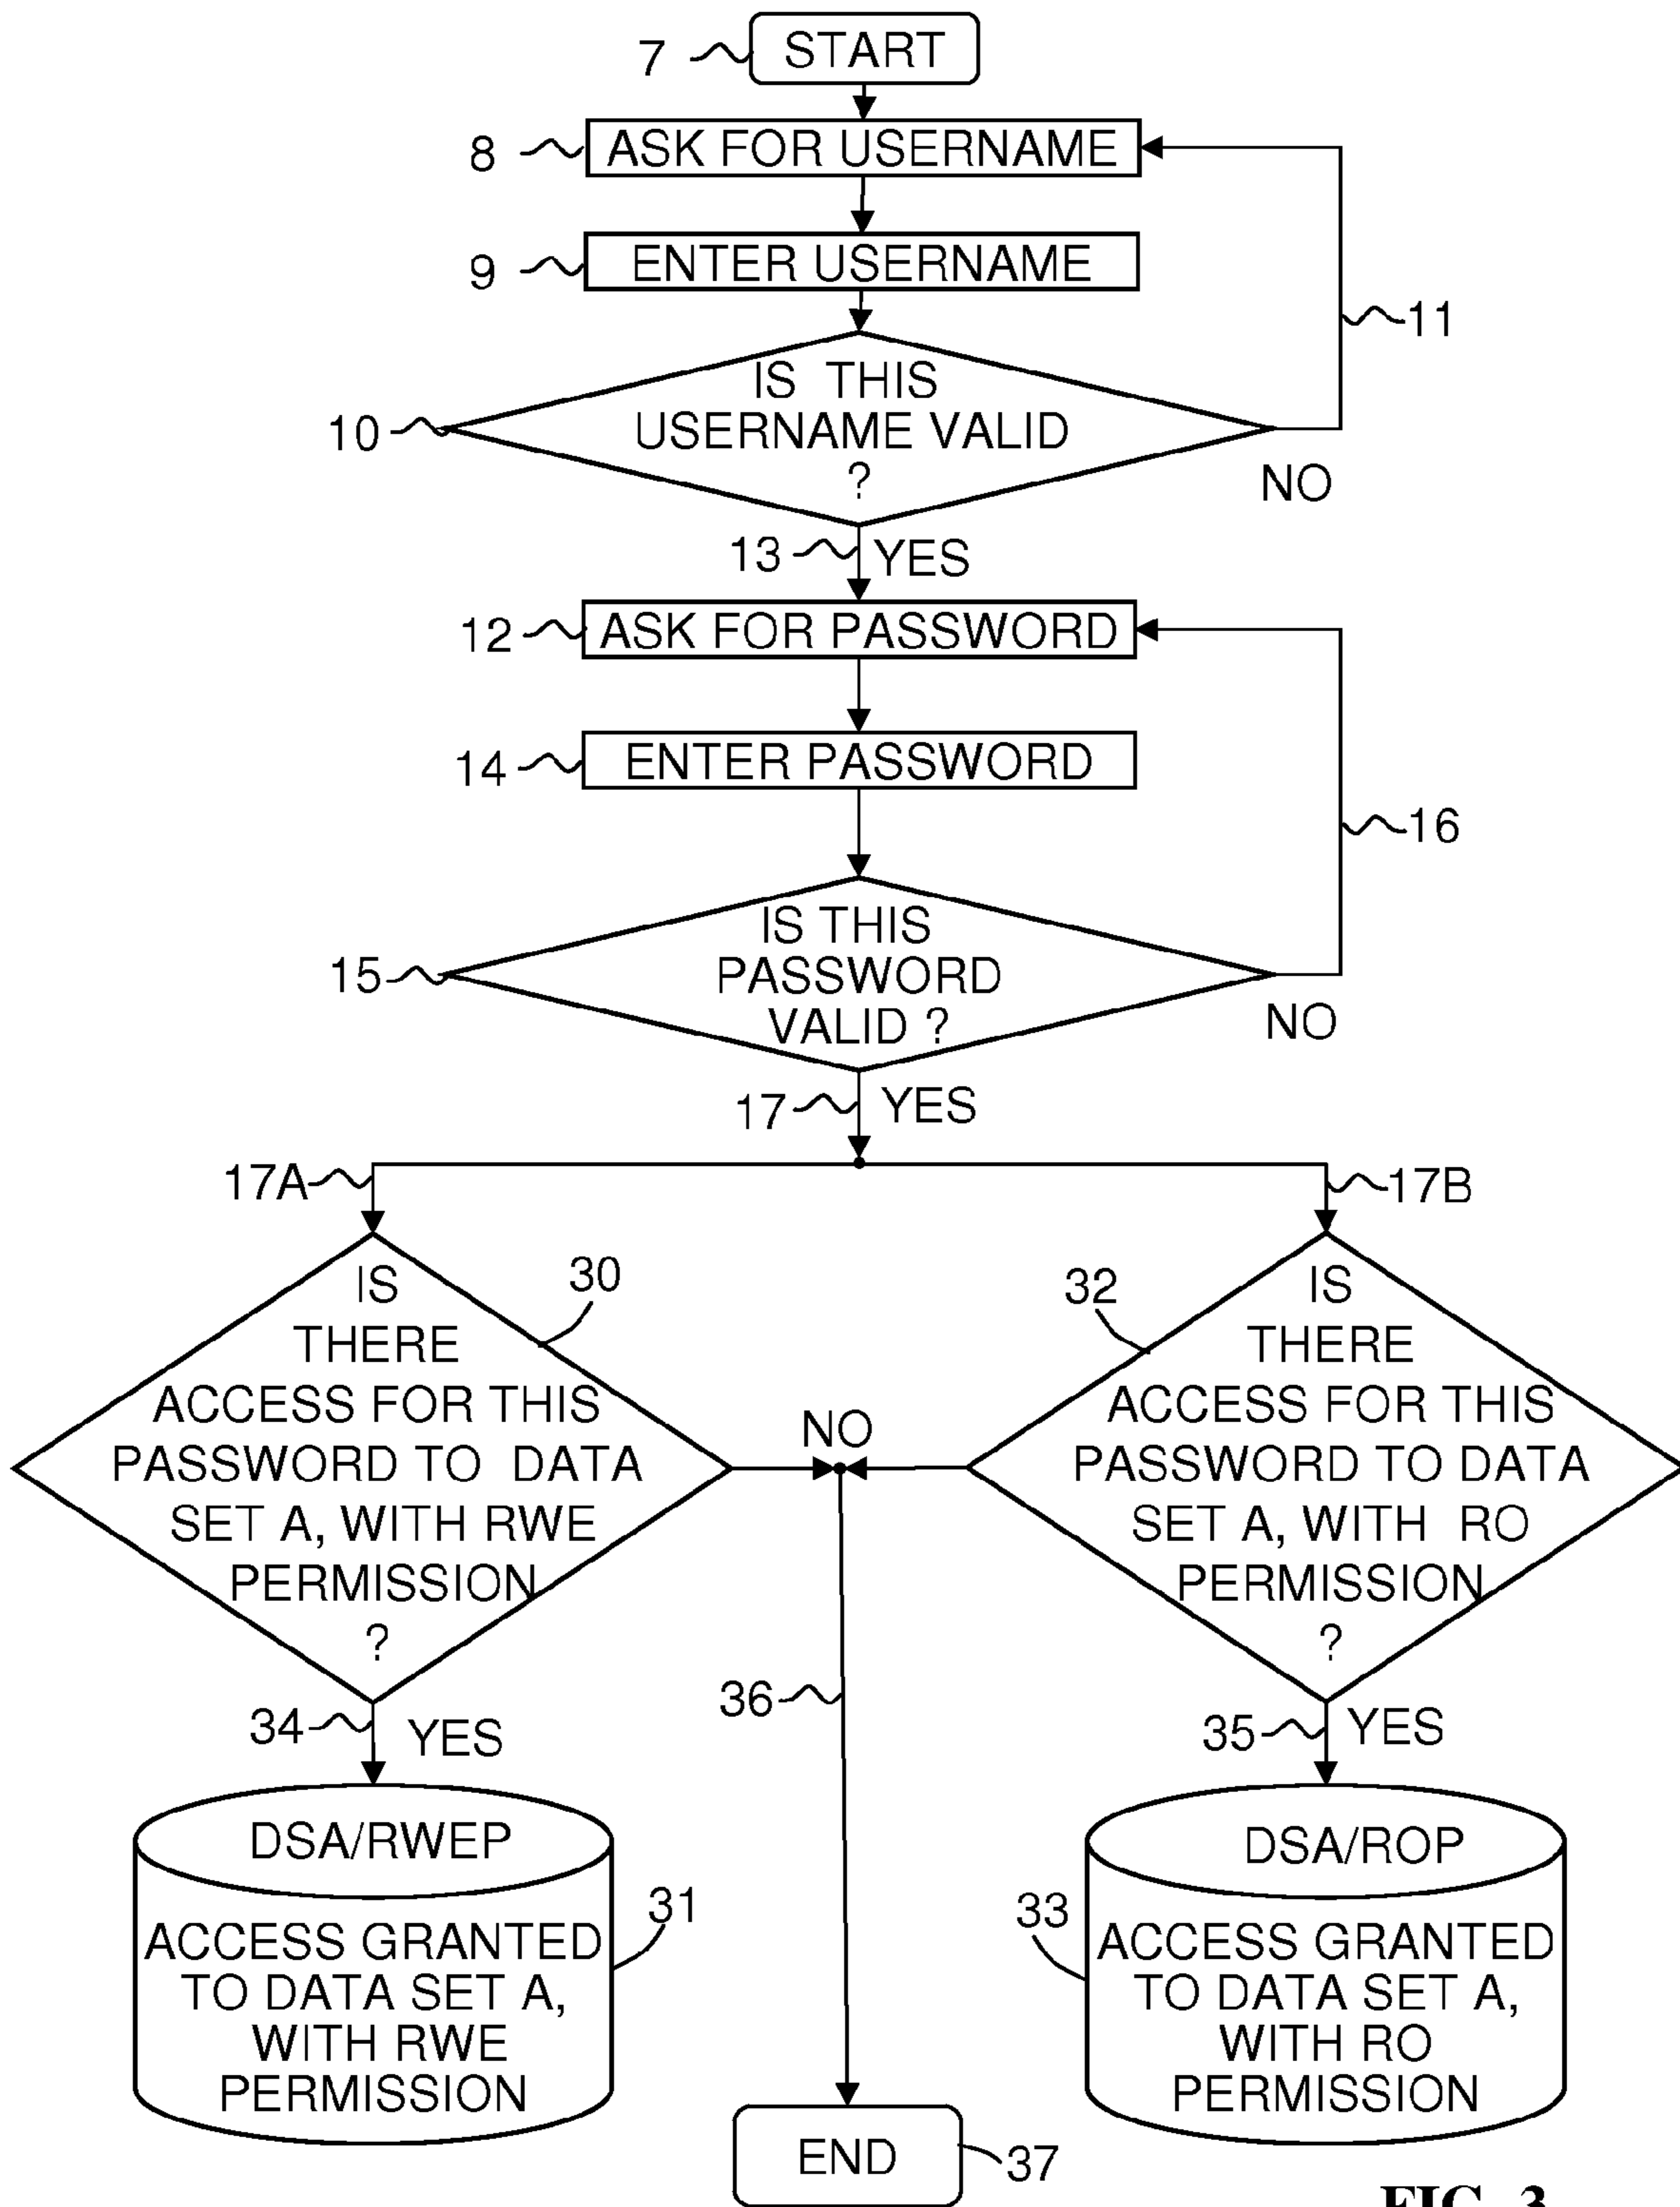 7
START
8
ASK FOR USERNAME
9
ENTER USERNAME
11
10
IS THIS
USERNAME VALID
?
NO
13
YES
12
ASK FOR PASSWORD
14
ENTER PASSWORD
16
15
IS THIS
PASSWORD
VALID ?
NO
17
YES
17A
17B
30
IS
THERE
ACCESS FOR THIS
PASSWORD TO DATA
SET A, WITH RWE
PERMISSION
?
NO
32
IS
THERE
ACCESS FOR THIS
PASSWORD TO DATA
SET A, WITH RO
PERMISSION
?
34
YES
36
35
YES
DSA/RWEP
31
ACCESS GRANTED
TO DATA SET A,
WITH RWE
PERMISSION
DSA/ROP
33
ACCESS GRANTED
TO DATA SET A,
WITH RO
PERMISSION
END
37
FIG. 3